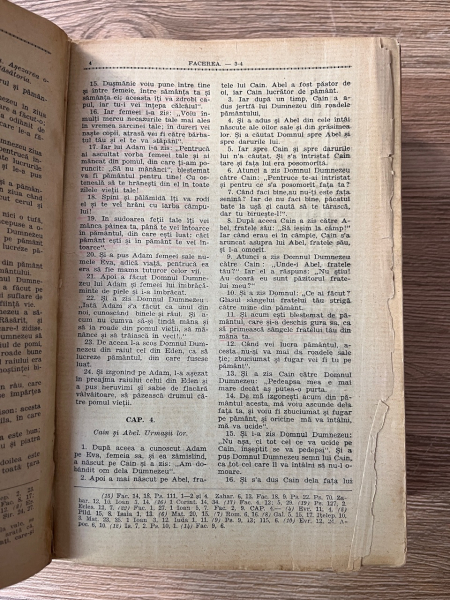 4
FACEREA. — 3-4
15. Dușmănie voiu pune între tine
și între femeie, între sămânța ta și
sămânța ei; aceasta îți va zdrobi ca-
pul, iar tu-i vei înțepa călcâiul".
16. Iar femeei i-a zis: „Voiu în-
mulți mereu necazurile tale mai ales
în vremea sarcinei tale; în dureri vei
naște copii, atrasă vei fi către bărba-
tul tău și el te va stăpâni".
17. Iar lui Adam i-a zis: „Pentrucă
ai ascultat vorba femeei tale și ai
mâncat din pomul, din care ți-am po-
runcit: „Să nu mănânci", blestemat
va fi pământul pentru tine! Cu os-
teneală să te hrănești din el în toate
zilele vieții tale!
18. Spini și pălămidă îți va rodi
el și te vei hrăni cu iarba câmpu-
lui!
19. În sudoarea feței tale îți vei
mânca pâinea ta, până te vei întoarce
în pământul, din care ești luat; căci
pământ ești și în pământ te vei în-
toarce".
20. Și a pus Adam femeei sale nu-
mele Eva, adică viață, pentrucă ea
era să fie mama tuturor celor vii.
21. Apoi a făcut Domnul Dumne-
zeu lui Adam și femeei lui îmbrăcă-
minte de piele și i-a îmbrăcat.
22. Și a zis Domnul Dumnezeu:
„Iată Adam s'a făcut ca unul din
noi, cunoscând binele și răul. Și a-
cum nu cumva să-și tindă mâna și
să ia roade din pomul vieții, să mă-
nânce și să trăiască în veci!..."
23. De aceea l-a scos Domnul Dum-
nezeu din raiul cel din Eden, ca să
lucreze pământul, din care fusese
luat.
24. Și izgonind pe Adam, l-a așezat
în preajma raiului celui din Eden și
a pus heruvimi și sabie de flacără
vâlvâitoare, să păzească drumul că-
tre pomul vieții.
CAP. 4.
Cain și Abel. Urmașii lor.
1. După aceea a cunoscut Adam pe
Eva, femeia sa, și ea zămislind,
a născut pe Cain și a zis: „Am do-
bândit om dela Dumnezeu".
2. Apoi a mai născut pe Abel, fra-
tele lui Cain. Abel a fost păstor de
oi, iar Cain lucrător de pământ.
3. Iar după un timp, Cain a a-
dus jertfă lui Dumnezeu din roadele
pământului.
4. Și a adus și Abel din cele întâi
născute ale oilor sale și din grăsimea
lor. Și a căutat Domnul spre Abel și
spre darurile lui.
5. Iar spre Cain și spre darurile
lui n'a căutat. Și s'a întristat Cain
tare și fața lui era posomorîtă.
6. Atunci a zis Domnul Dumnezeu
către Cain: „Pentruce te-ai întristat
și pentru ce s'a posomorît fața ta?
7. Când faci bine, au nu-ți este fața
senină? Iar de nu faci bine, păcatul
bate la ușă și caută să te târască,
dar tu biruește-l!".
8. După aceea Cain a zis către A-
bel, fratele său: „Să ieșim la câmp!"
Iar când erau ei în câmpie, Cain s'a
aruncat asupra lui Abel, fratele său,
și l-a omorît.
9. Atunci a zis Domnul Dumnezeu
către Cain: „Unde-i Abel, fratele
tău?" Iar el a răspuns: „Nu știu!
Au doară eu sunt păzitorul frate-
lui meu?"
10. Și a zis Domnul: „Ce ai făcut?
Glasul sângelui fratelui tău strigă
către mine din pământ.
11. Și acum ești blestemat de pă-
mântul, care și-a deschis gura sa, ca
să primească sângele fratelui tău din
mâna ta.
12. Când vei lucra pământul, a-
cesta nu-și va mai da roadele sale
ție; zbuciumat și fugar vei fi tu pe
pământ".
13. Și a zis Cain către Domnul
Dumnezeu: „Pedeapsa mea e mai
mare decât aș putea-o purta.
14. De mă izgonești acum din pă-
mântul acesta, mă voiu ascunde dela
fața ta, și voiu fi zbuciumat și fugar
pe pământ, și oricine mă va întâlni,
mă va ucide".
15. Și i-a zis Domnul Dumnezeu:
„Nu așa, ci tot cel ce va ucide pe
Cain, înșeptit se va pedepsi". Și a
pus Domnul Dumnezeu semn lui Cain,
ca tot cel care îl va întâlni să nu-l o-
moare.
16. Și s'a dus Cain dela fața lui